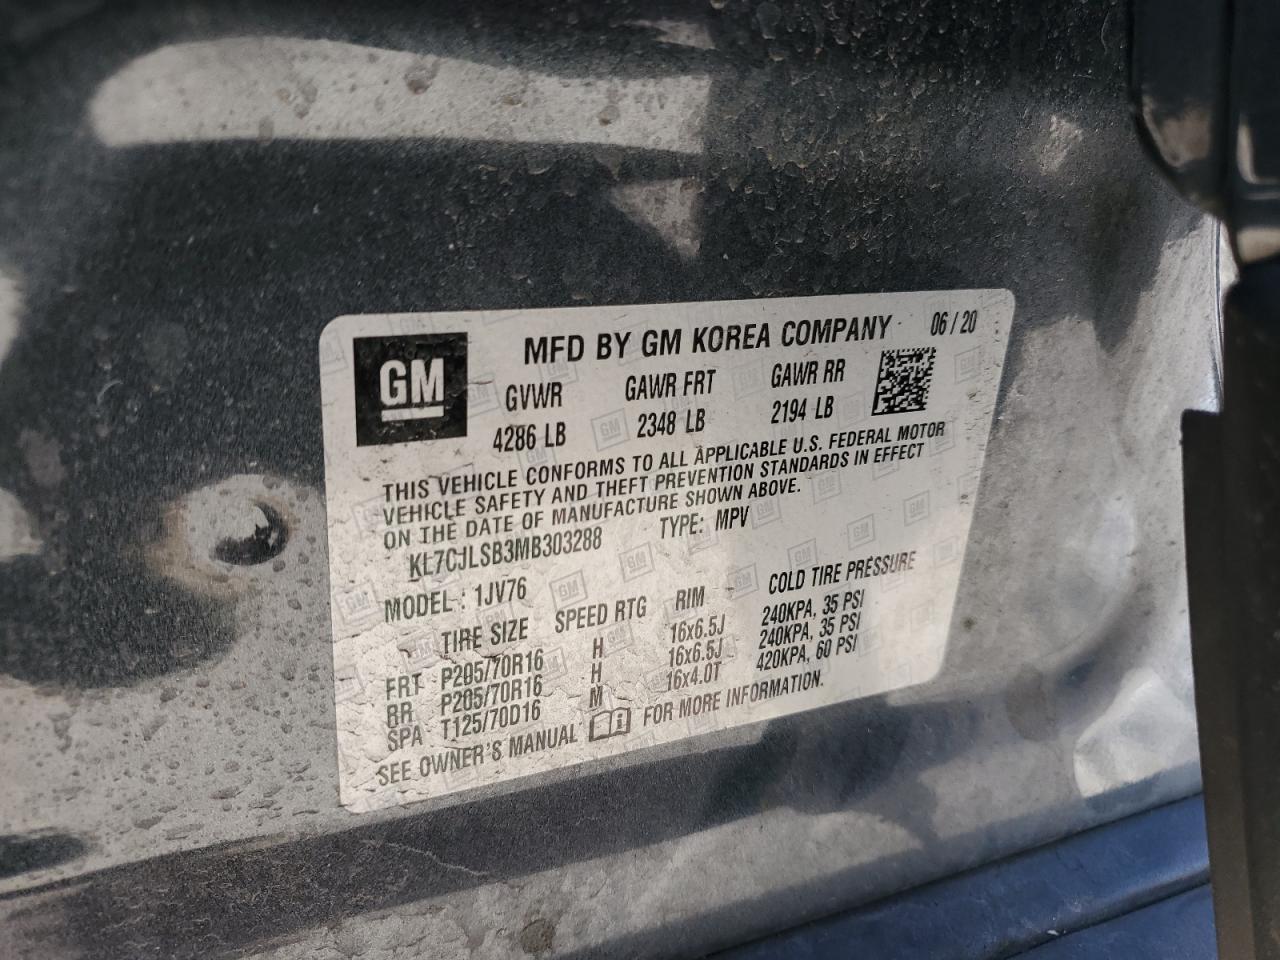 GM
MFD BY GM KOREA COMPANY 06/20
GVWR GAWR FRT GAWR RR
4286 LB 2348 LB 2194 LB
THIS VEHICLE CONFORMS TO ALL APPLICABLE U.S. FEDERAL MOTOR
VEHICLE SAFETY AND THEFT PREVENTION STANDARDS IN EFFECT
ON THE DATE OF MANUFACTURE SHOWN ABOVE.
KL7CJLSB3MB303288 TYPE: MPV
MODEL : 1JV76
TIRE SIZE SPEED RTG RIM COLD TIRE PRESSURE
FRT P205/70R16 H 16x6.5J 240KPA, 35 PSI
RR P205/70R16 H 16x6.5J 240KPA, 35 PSI
SPA T125/70D16 M 16x4.0T 420KPA, 60 PSI
SEE OWNER'S MANUAL FOR MORE INFORMATION.